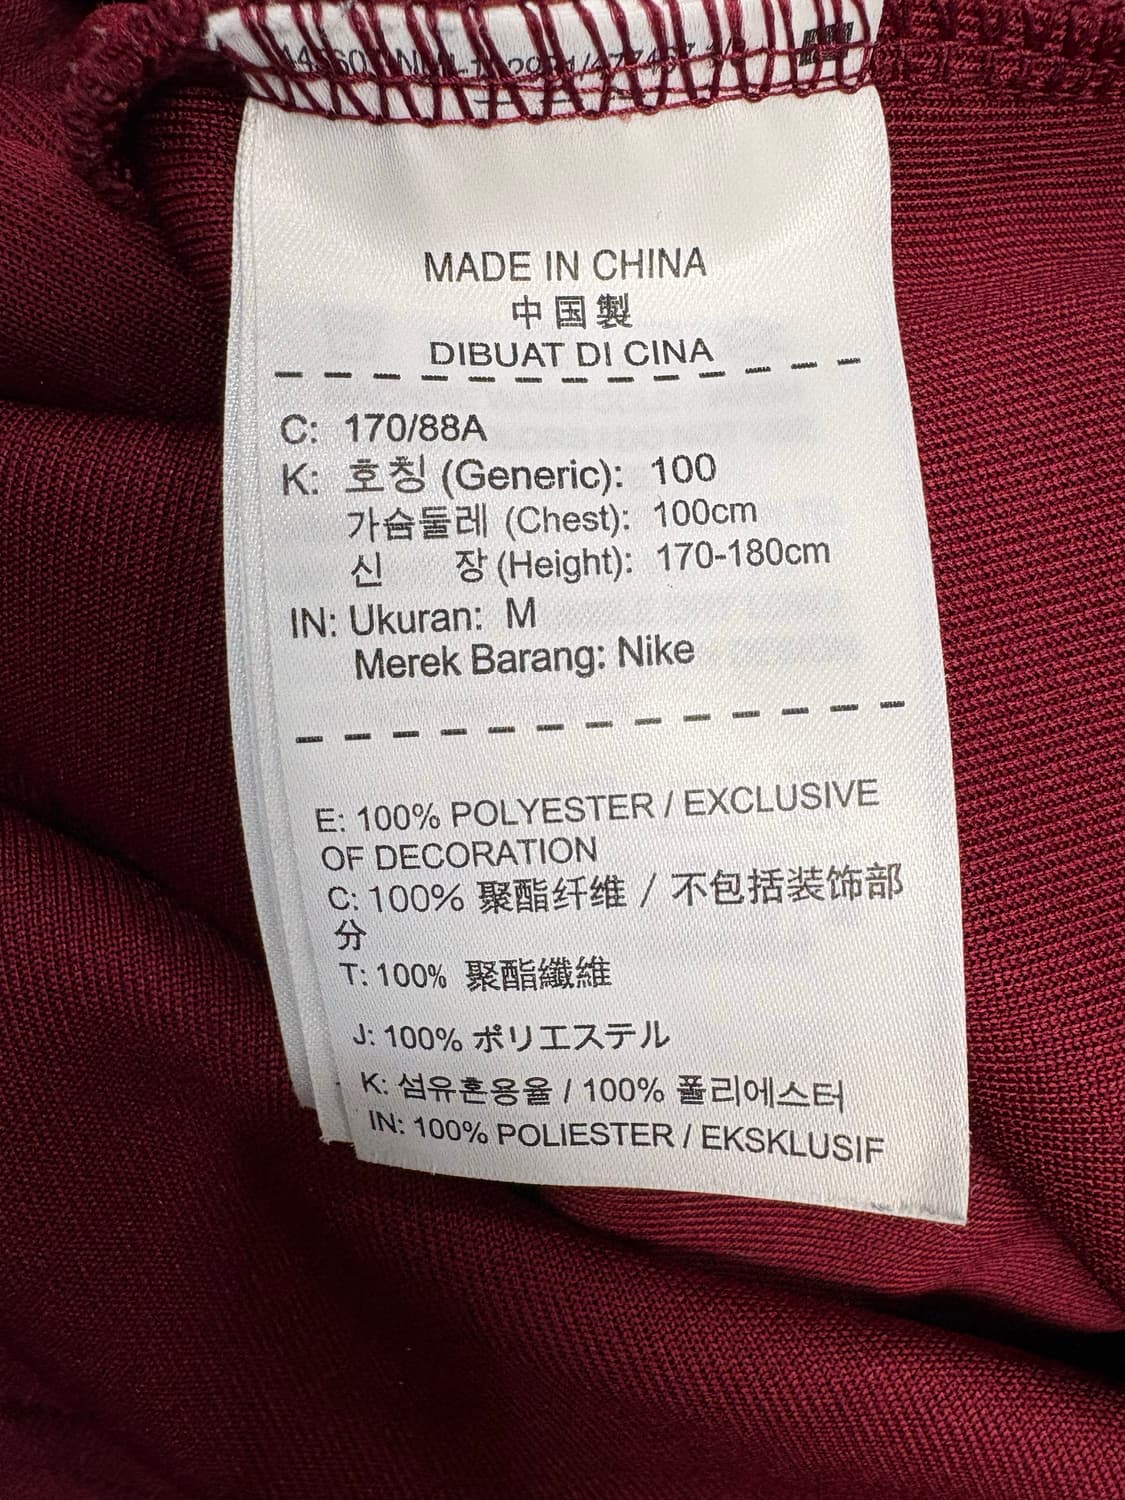 MADE IN CHINA
中国製
DIBUAT DI CINA
C: 170/88A
K: 호칭 (Generic): 100
가슴둘레 (Chest): 100cm
신 장 (Height): 170-180cm
IN: Ukuran: M
Merek Barang: Nike
E: 100% POLYESTER / EXCLUSIVE
OF DECORATION
C: 100% 聚酯纤维 / 不包括装饰部
分
T: 100% 聚酯纖維
J: 100% ポリエステル
K: 섬유혼용율 / 100% 폴리에스터
IN: 100% POLIESTER / EKSKLUSIF